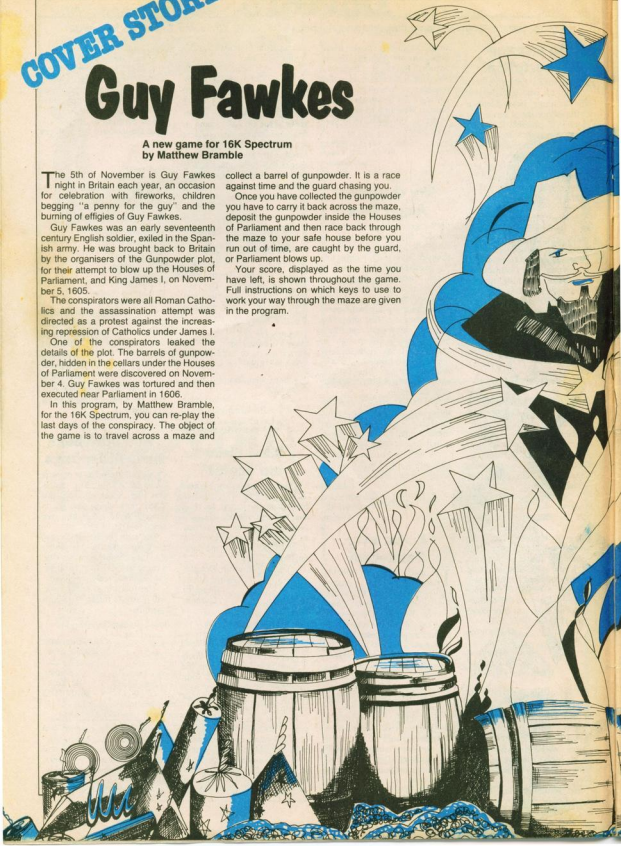 COVER STORY
Guy Fawkes
A new game for 16K Spectrum
by Matthew Bramble
The 5th of November is Guy Fawkes
night in Britain each year, an occasion
for celebration with fireworks, children
begging "a penny for the guy" and the
burning of effigies of Guy Fawkes.
Guy Fawkes was an early seventeenth
century English soldier, exiled in the Span-
ish army. He was brought back to Britain
by the organisers of the Gunpowder plot,
for their attempt to blow up the Houses of
Parliament, and King James I, on Novem-
ber 5, 1605.
The conspirators were all Roman Catho-
lics and the assassination attempt was
directed as a protest against the increas-
ing repression of Catholics under James I.
One of the conspirators leaked the
details of the plot. The barrels of gunpow-
der, hidden in the cellars under the Houses
of Parliament were discovered on Novem-
ber 4. Guy Fawkes was tortured and then
executed near Parliament in 1606.
In this program, by Matthew Bramble,
for the 16K Spectrum, you can re-play the
last days of the conspiracy. The object of
the game is to travel across a maze and
collect a barrel of gunpowder. It is a race
against time and the guard chasing you.
Once you have collected the gunpowder
you have to carry it back across the maze,
deposit the gunpowder inside the Houses
of Parliament and then race back through
the maze to your safe house before you
run out of time, are caught by the guard,
or Parliament blows up.
Your score, displayed as the time you
have left, is shown throughout the game.
Full instructions on which keys to use to
work your way through the maze are given
in the program.